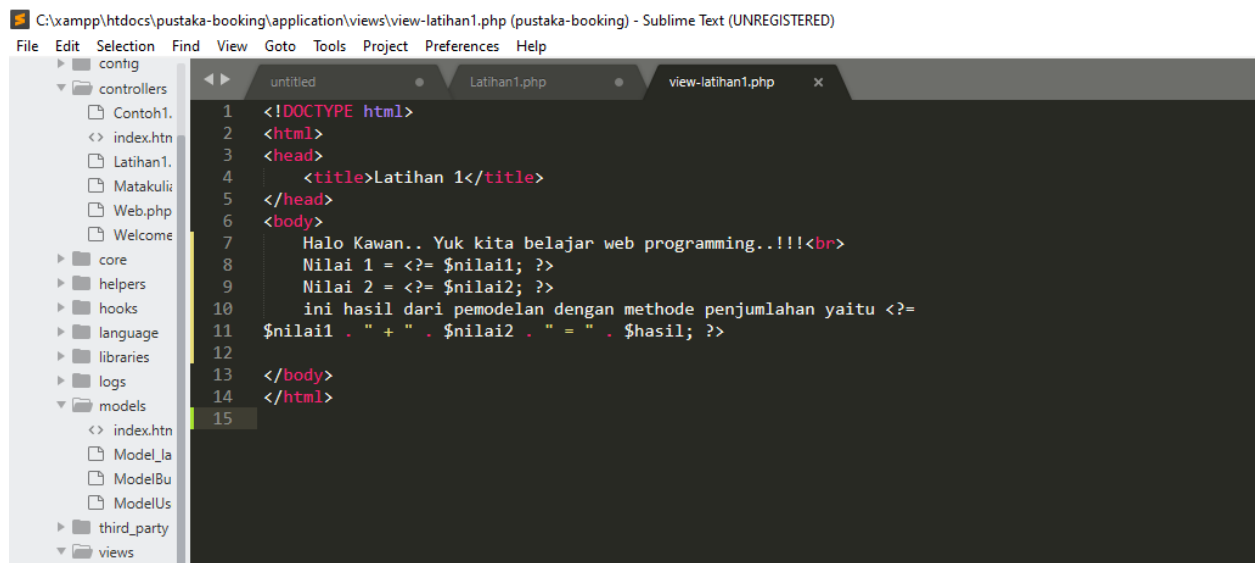 C:\xampp\htdocs\pustaka-booking\application\views\view-latihan1.php (pustaka-booking) - Sublime Text (UNREGISTERED)
File Edit Selection Find View Goto Tools Project Preferences Help
config
controllers
Contoh1.
index.htn
Latihan1.
Matakulia
Web.php
Welcome
core
helpers
hooks
language
libraries
logs
models
index.htn
Model_la
ModelBu
ModelUs
third_party
views
untitled Latihan1.php view-latihan1.php
1 <!DOCTYPE html>
2 <html>
3 <head>
4 <title>Latihan 1</title>
5 </head>
6 <body>
7 Halo Kawan.. Yuk kita belajar web programming..!!!<br>
8 Nilai 1 = <?= $nilai1; ?>
9 Nilai 2 = <?= $nilai2; ?>
10 ini hasil dari pemodelan dengan methode penjumlahan yaitu <?=
11 $nilai1 . " + " . $nilai2 . " = " . $hasil; ?>
12
13 </body>
14 </html>
15